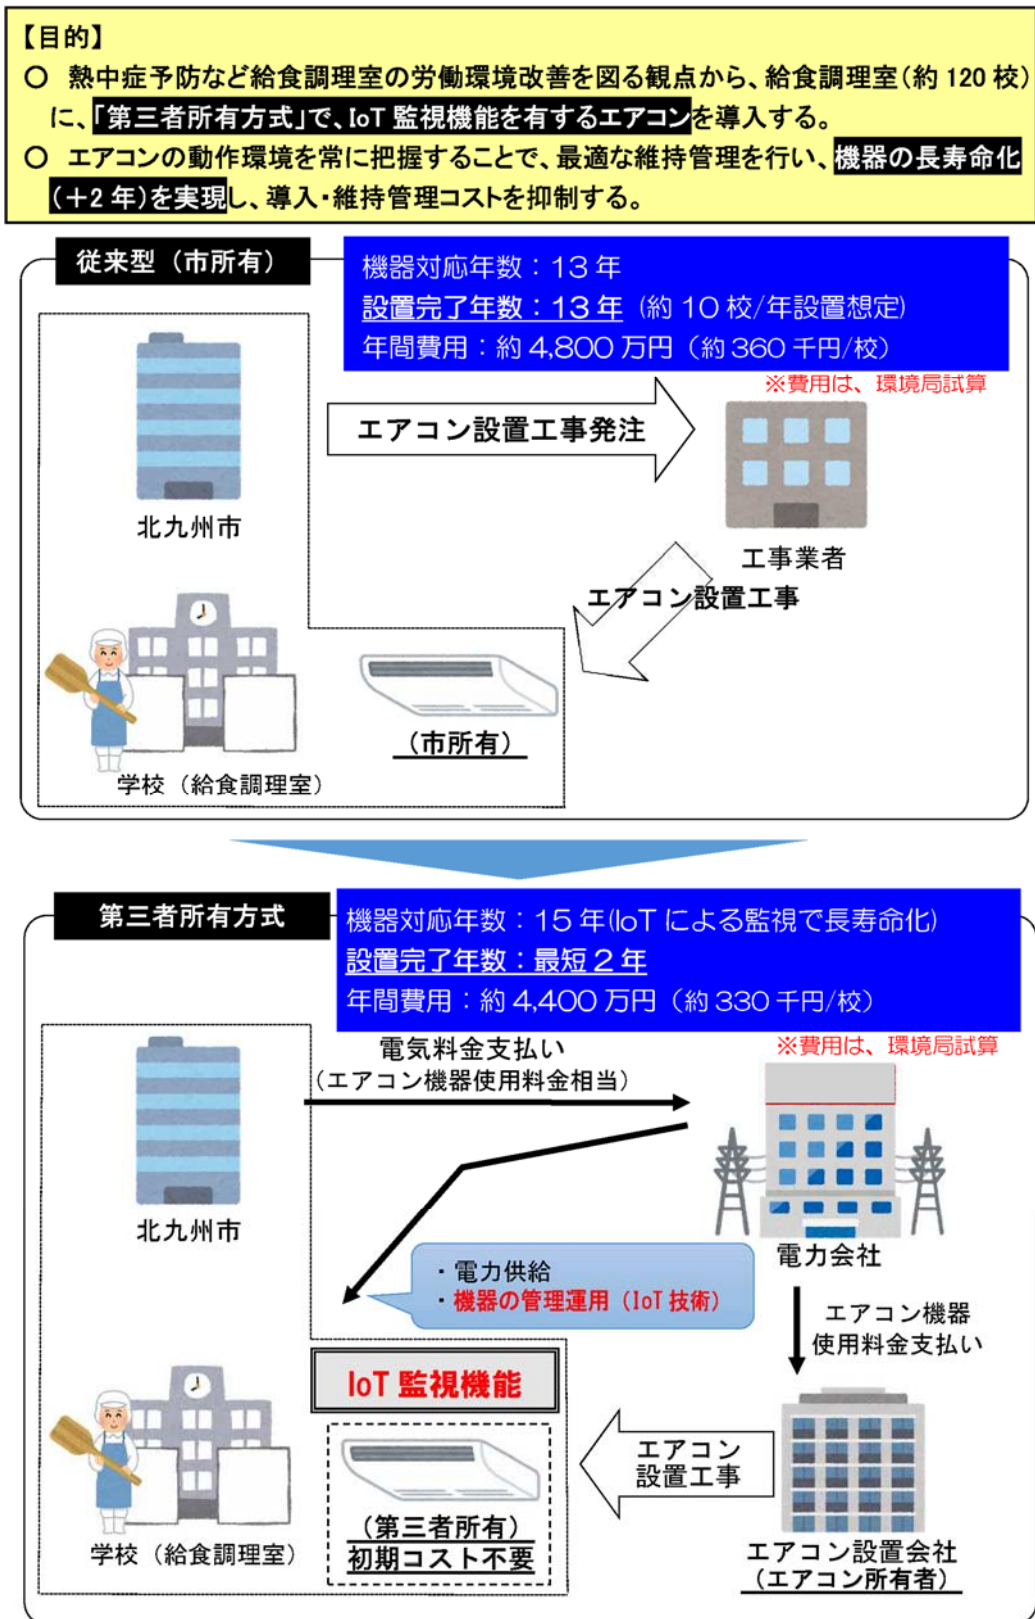 【目的】
○ 熱中症予防など給食調理室の労働環境改善を図る観点から、給食調理室(約120校)
に、「第三者所有方式」で、IoT監視機能を有するエアコンを導入する。
○ エアコンの動作環境を常に把握することで、最適な維持管理を行い、機器の長寿命化
(+2年)を実現し、導入・維持管理コストを抑制する。
従来型（市所有）
機器対応年数：13年
設置完了年数：13年 (約10校/年設置想定)
年間費用：約4,800万円（約360千円/校）
※費用は、環境局試算
エアコン設置工事発注
北九州市
工事業者
エアコン設置工事
（市所有）
学校（給食調理室）
第三者所有方式
機器対応年数：15年(IoTによる監視で長寿命化)
設置完了年数：最短2年
年間費用：約4,400万円（約330千円/校）
※費用は、環境局試算
電気料金支払い
（エアコン機器使用料金相当）
北九州市
電力会社
・電力供給
・機器の管理運用（IoT技術）
エアコン機器
使用料金支払い
IoT監視機能
エアコン
設置工事
（第三者所有）
初期コスト不要
学校（給食調理室）
エアコン設置会社
（エアコン所有者）